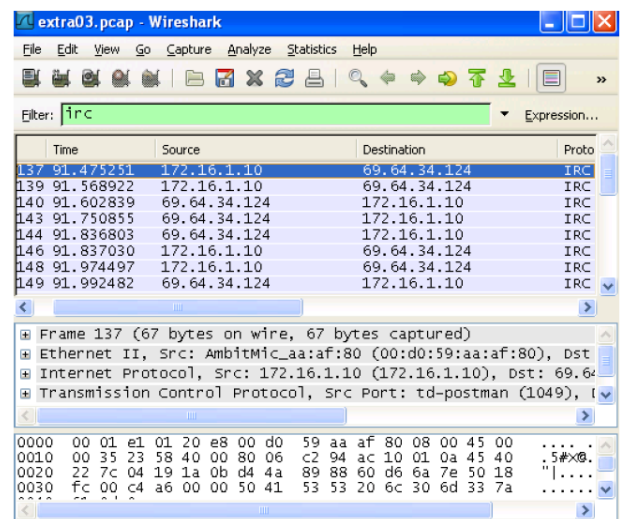 extra03.pcap - Wireshark
File Edit View Go Capture Analyze Statistics Help
»
Filter: irc Expression...
Time Source Destination Proto
137 91.475251 172.16.1.10 69.64.34.124 IRC
139 91.568922 172.16.1.10 69.64.34.124 IRC
140 91.602839 69.64.34.124 172.16.1.10 IRC
143 91.750855 69.64.34.124 172.16.1.10 IRC
144 91.836803 69.64.34.124 172.16.1.10 IRC
146 91.837030 172.16.1.10 69.64.34.124 IRC
148 91.974497 172.16.1.10 69.64.34.124 IRC
149 91.992482 69.64.34.124 172.16.1.10 IRC
Frame 137 (67 bytes on wire, 67 bytes captured)
Ethernet II, Src: AmbitMic_aa:af:80 (00:d0:59:aa:af:80), Dst
Internet Protocol, Src: 172.16.1.10 (172.16.1.10), Dst: 69.64
Transmission Control Protocol, Src Port: td-postman (1049),
0000 00 01 e1 01 20 e8 00 d0 59 aa af 80 08 00 45 00 .... . ..
0010 00 35 23 58 40 00 80 06 c2 94 ac 10 01 0a 45 40 .5#X@.
0020 22 7c 04 19 1a 0b d4 4a 89 88 60 d6 6a 7e 50 18 "|....
0030 fc 00 c4 a6 00 00 50 41 53 53 20 6c 30 6d 33 7a ......